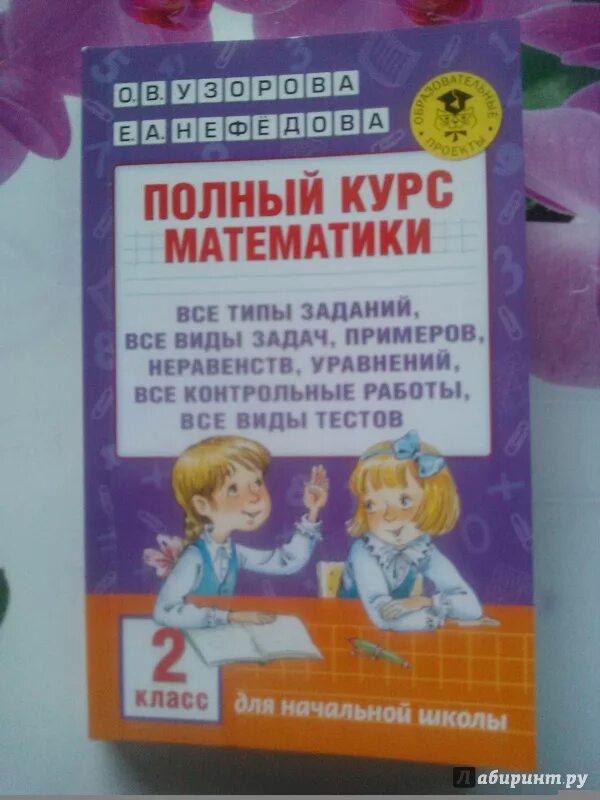 О.В. УЗОРОВА
Е.А. НЕФЁДОВА
ОБРАЗОВАТЕЛЬНЫЕ
ПРОЕКТЫ
ПОЛНЫЙ КУРС
МАТЕМАТИКИ
ВСЕ ТИПЫ ЗАДАНИЙ,
ВСЕ ВИДЫ ЗАДАЧ, ПРИМЕРОВ,
НЕРАВЕНСТВ, УРАВНЕНИЙ,
ВСЕ КОНТРОЛЬНЫЕ РАБОТЫ,
ВСЕ ВИДЫ ТЕСТОВ
2
КЛАСС
для начальной школы
Лабиринт.ру